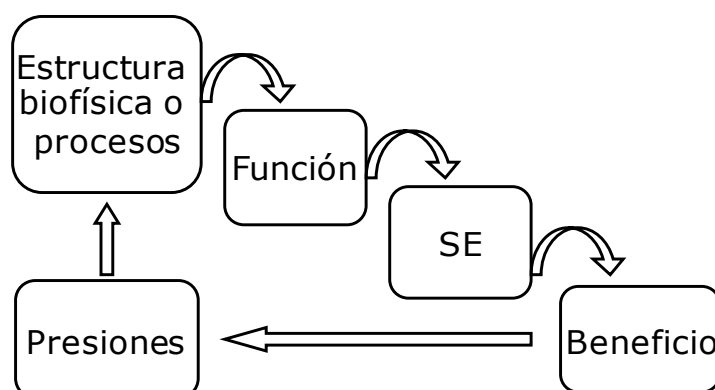 Estructura
biofísica o
procesos
Función
SE
Beneficio
Presiones